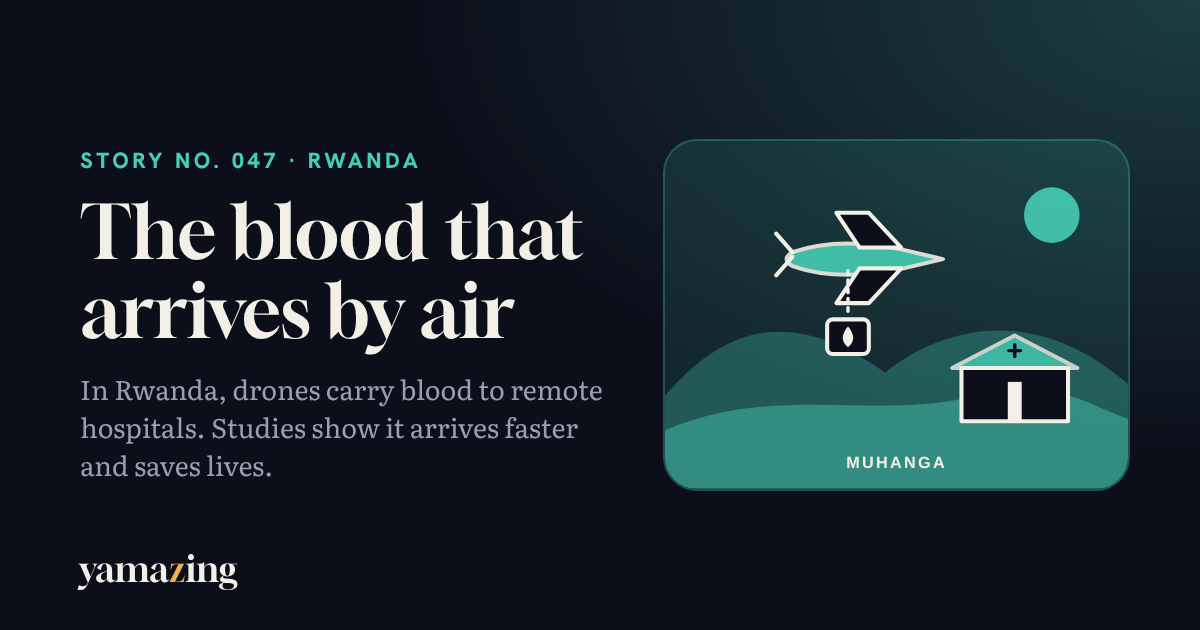 STORY NO. 047 · RWANDA
The blood that
arrives by air
In Rwanda, drones carry blood to remote
hospitals. Studies show it arrives faster
and saves lives.
MUHANGA
yamazing